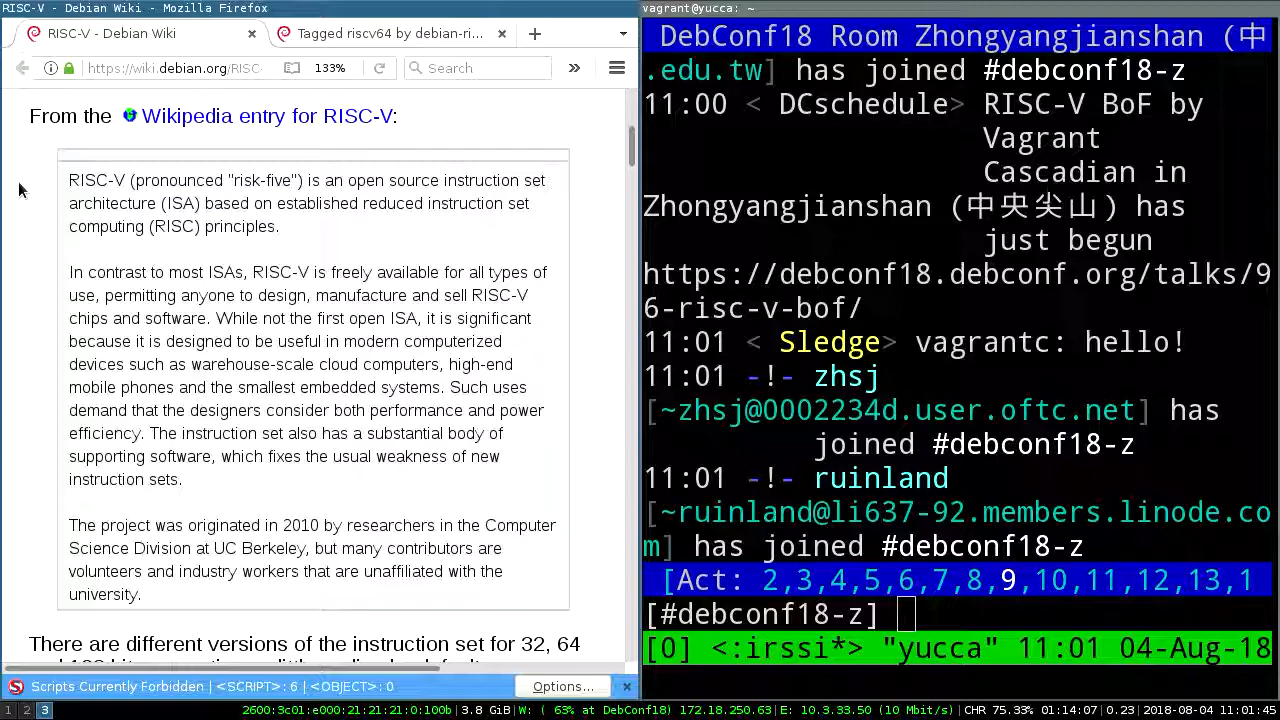 RISC-V - Debian Wiki - Mozilla Firefox
RISC-V - Debian Wiki
Tagged riscv64 by debian-ri...
https://wiki.debian.org/RISC-
133%
Search
From the Wikipedia entry for RISC-V:
RISC-V (pronounced "risk-five") is an open source instruction set
architecture (ISA) based on established reduced instruction set
computing (RISC) principles.
In contrast to most ISAs, RISC-V is freely available for all types of
use, permitting anyone to design, manufacture and sell RISC-V
chips and software. While not the first open ISA, it is significant
because it is designed to be useful in modern computerized
devices such as warehouse-scale cloud computers, high-end
mobile phones and the smallest embedded systems. Such uses
demand that the designers consider both performance and power
efficiency. The instruction set also has a substantial body of
supporting software, which fixes the usual weakness of new
instruction sets.
The project was originated in 2010 by researchers in the Computer
Science Division at UC Berkeley, but many contributors are
volunteers and industry workers that are unaffiliated with the
university.
There are different versions of the instruction set for 32, 64
Scripts Currently Forbidden | <SCRIPT>: 6 | <OBJECT>: 0
Options...
vagrant@yucca: ~
DebConf18 Room Zhongyangjianshan (中
.edu.tw] has joined #debconf18-z
11:00 < DCschedule> RISC-V BoF by
Vagrant
Cascadian in
Zhongyangjianshan (中央尖山) has
just begun
https://debconf18.debconf.org/talks/9
6-risc-v-bof/
11:01 < Sledge> vagrantc: hello!
11:01 -!- zhsj
[~zhsj@0002234d.user.oftc.net] has
joined #debconf18-z
11:01 -!- ruinland
[~ruinland@li637-92.members.linode.co
m] has joined #debconf18-z
[Act: 2,3,4,5,6,7,8,9,10,11,12,13,1
[#debconf18-z]
[0] <:irssi*> "yucca" 11:01 04-Aug-18
1 2 3
2600:3c01:e000:21:21:21:0:100b|3.8 GiB|W: ( 63% at DebConf18) 172.18.250.63|E: 10.3.33.50 (10 Mbit/s)|CHR 75.33% 01:14:07|0.23|2018-08-04 11:01:45